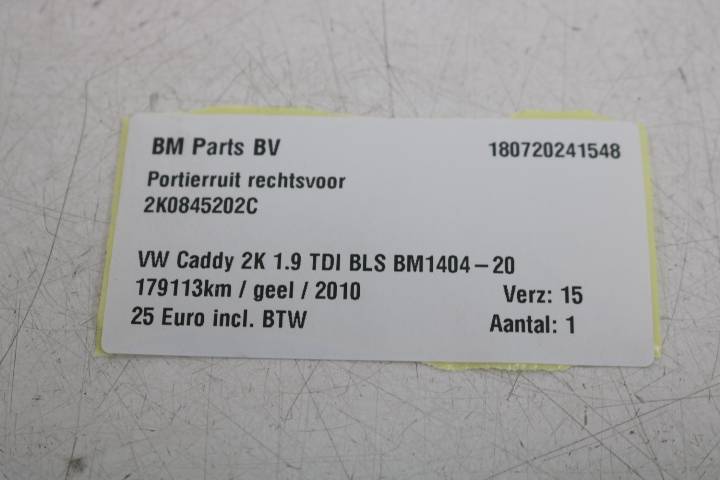 BM Parts BV 180720241548
Portierruit rechtsvoor
2K0845202C
VW Caddy 2K 1.9 TDI BLS BM1404-20
179113km / geel / 2010 Verz: 15
25 Euro incl. BTW Aantal: 1